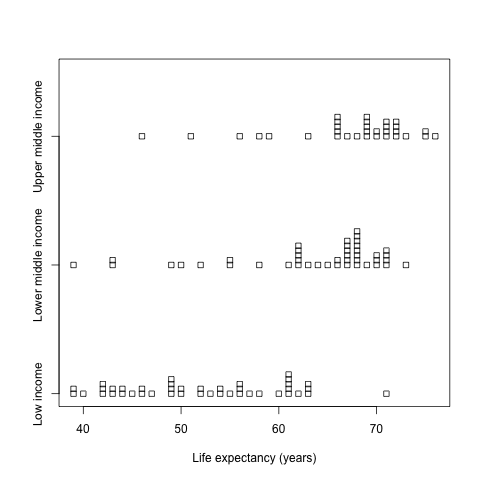 Upper middle income
Lower middle income
Low income
40 50 60 70
Life expectancy (years)